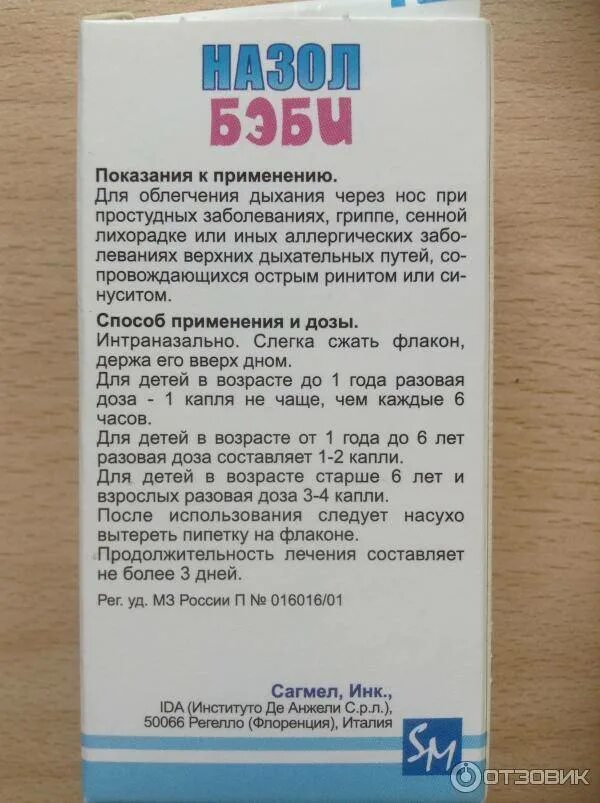 НАЗОЛ
БЭБИ
Показания к применению.
Для облегчения дыхания через нос при
простудных заболеваниях, гриппе, сенной
лихорадке или иных аллергических забо-
леваниях верхних дыхательных путей, со-
провождающихся острым ринитом или си-
нуситом.
Способ применения и дозы.
Интраназально. Слегка сжать флакон,
держа его вверх дном.
Для детей в возрасте до 1 года разовая
доза - 1 капля не чаще, чем каждые 6
часов.
Для детей в возрасте от 1 года до 6 лет
разовая доза составляет 1-2 капли.
Для детей в возрасте старше 6 лет и
взрослых разовая доза 3-4 капли.
После использования следует насухо
вытереть пипетку на флаконе.
Продолжительность лечения составляет
не более 3 дней.
Рег. уд. МЗ России П № 016016/01
Сагмел, Инк.,
IDA (Институто Де Анжели С.р.л.),
50066 Регелло (Флоренция), Италия
SM
ОТЗОВИК